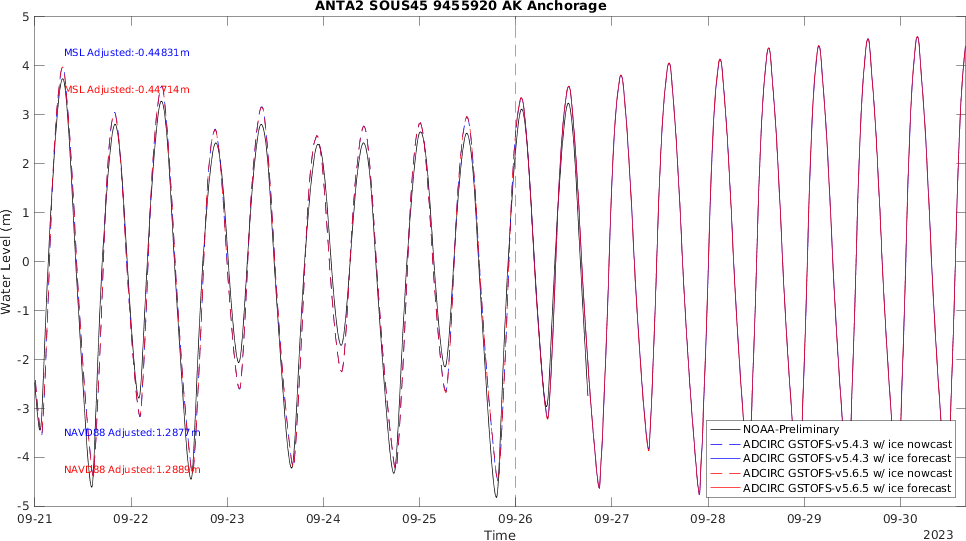 ANTA2 SOUS45 9455920 AK Anchorage
5
4
3
2
1
0
-1
-2
-3
-4
-5
Water Level (m)
MSL Adjusted:-0.44831m
MSL Adjusted:-0.44714m
NAVD88 Adjusted:1.2877m
NAVD88 Adjusted:1.2889m
NOAA-Preliminary
ADCIRC GSTOFS-v5.4.3 w/ ice nowcast
ADCIRC GSTOFS-v5.4.3 w/ ice forecast
ADCIRC GSTOFS-v5.6.5 w/ ice nowcast
ADCIRC GSTOFS-v5.6.5 w/ ice forecast
09-21 09-22 09-23 09-24 09-25 09-26 09-27 09-28 09-29 09-30
Time
2023